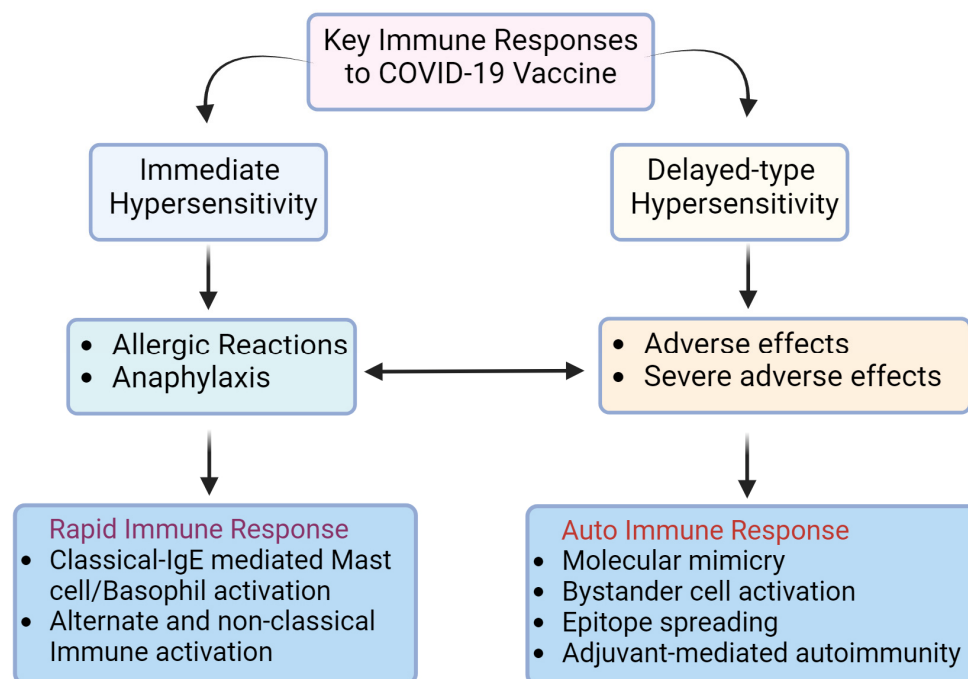 Key Immune Responses
to COVID-19 Vaccine
Immediate
Hypersensitivity
Delayed-type
Hypersensitivity
• Allergic Reactions
• Anaphylaxis
• Adverse effects
• Severe adverse effects
Rapid Immune Response
• Classical-IgE mediated Mast
cell/Basophil activation
• Alternate and non-classical
Immune activation
Auto Immune Response
• Molecular mimicry
• Bystander cell activation
• Epitope spreading
• Adjuvant-mediated autoimmunity